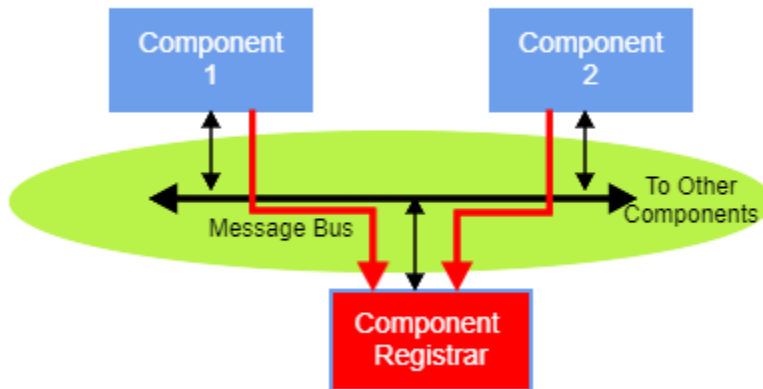 Component
1
Component
2
To Other
Components
Message Bus
Component
Registrar